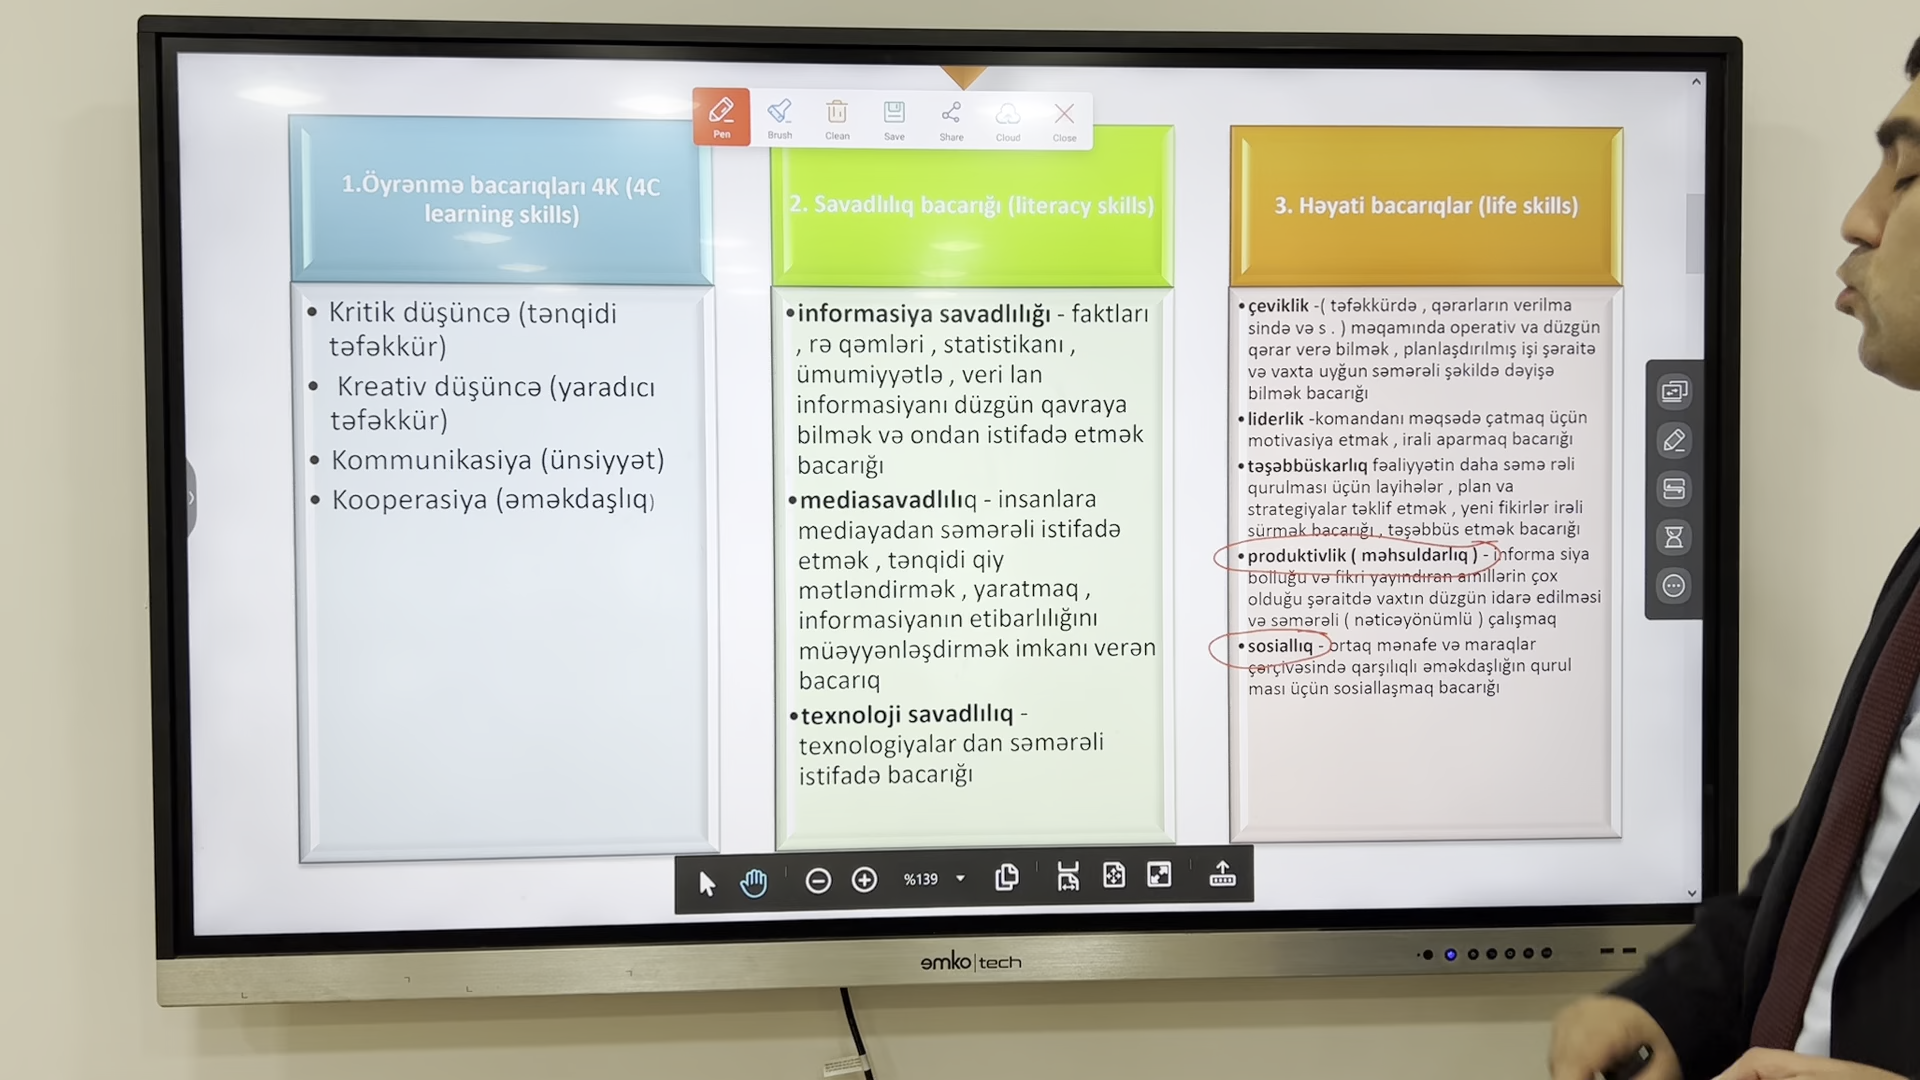 Pen Brush Clean Save Share Cloud Close
1.Öyrənmə bacarıqları 4K (4C
learning skills)
• Kritik düşüncə (tənqidi
təfəkkür)
• Kreativ düşüncə (yaradıcı
təfəkkür)
• Kommunikasiya (ünsiyyət)
• Kooperasiya (əməkdaşlıq)
2. Savadlılıq bacarığı (literacy skills)
•informasiya savadlılığı - faktları
, rə qəmləri , statistikanı ,
ümumiyyətlə , veri lan
informasiyanı düzgün qavraya
bilmək və ondan istifadə etmək
bacarığı
•mediasavadlılıq - insanlara
mediayadan səmərəli istifadə
etmək , tənqidi qiy
mətləndirmək , yaratmaq ,
informasiyanın etibarlılığını
müəyyənləşdirmək imkanı verən
bacarıq
•texnoloji savadlılıq -
texnologiyalar dan səmərəli
istifadə bacarığı
3. Həyati bacarıqlar (life skills)
•çeviklik -( təfəkkürdə , qərarların verilma
sində və s . ) məqamında operativ va düzgün
qərar verə bilmək , planlaşdırılmış işi şəraitə
və vaxta uyğun səmərəli şəkildə dəyişə
bilmək bacarığı
•liderlik -komandanı məqsədə çatmaq üçün
motivasiya etmək , irali aparmaq bacarığı
•təşəbbüskarlıq fəaliyyətin daha səmə rəli
qurulması üçün layihələr , plan va
strategiyalar təklif etmək , yeni fikirlər irəli
sürmək bacarığı , təşəbbüs etmək bacarığı
•produktivlik ( məhsuldarlıq ) - informa siya
bolluğu və fikri yayındıran amillərin çox
olduğu şəraitdə vaxtın düzgün idarə edilməsi
və səmərəli ( nəticəyönümlü ) çalışmaq
•sosiallıq - ortaq mənafe və maraqlar
çərçivəsində qarşılıqlı əməkdaşlığın qurul
ması üçün sosiallaşmaq bacarığı
%139
emko|tech